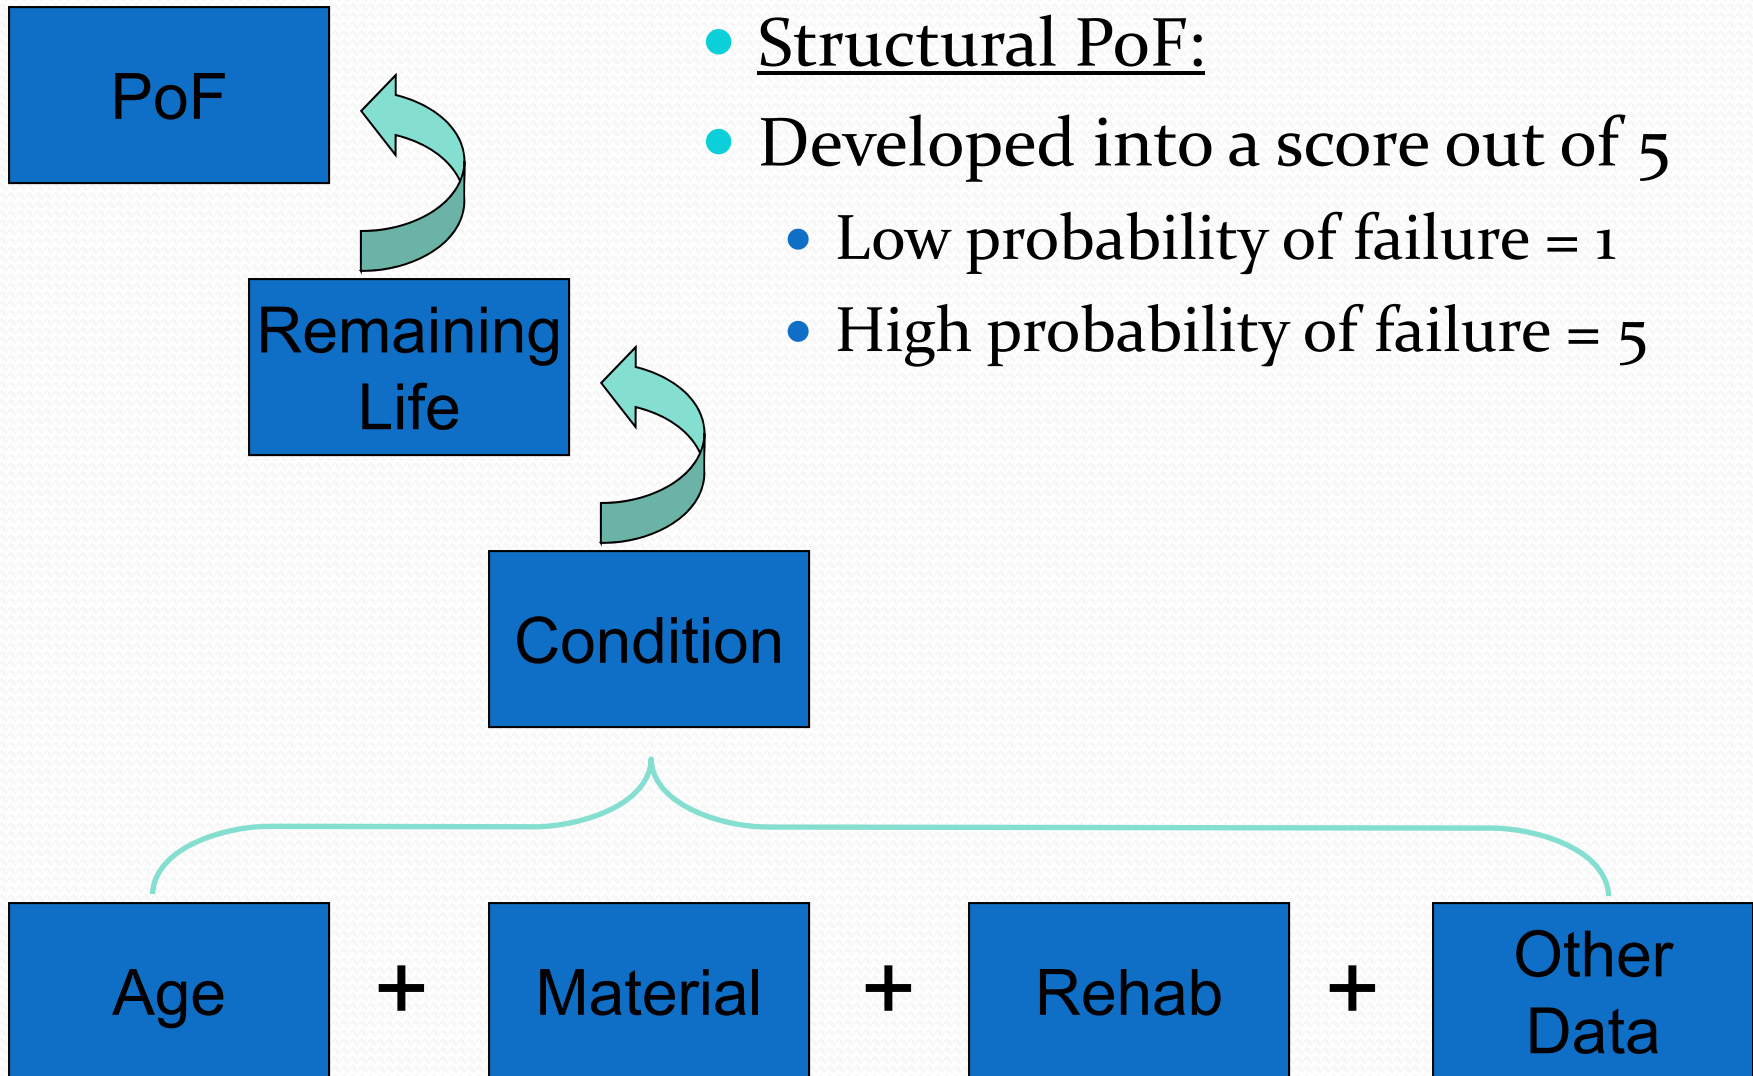 PoF
• Structural PoF:
• Developed into a score out of 5
• Low probability of failure = 1
• High probability of failure = 5
Remaining
Life
Condition
Age + Material + Rehab + Other
Data